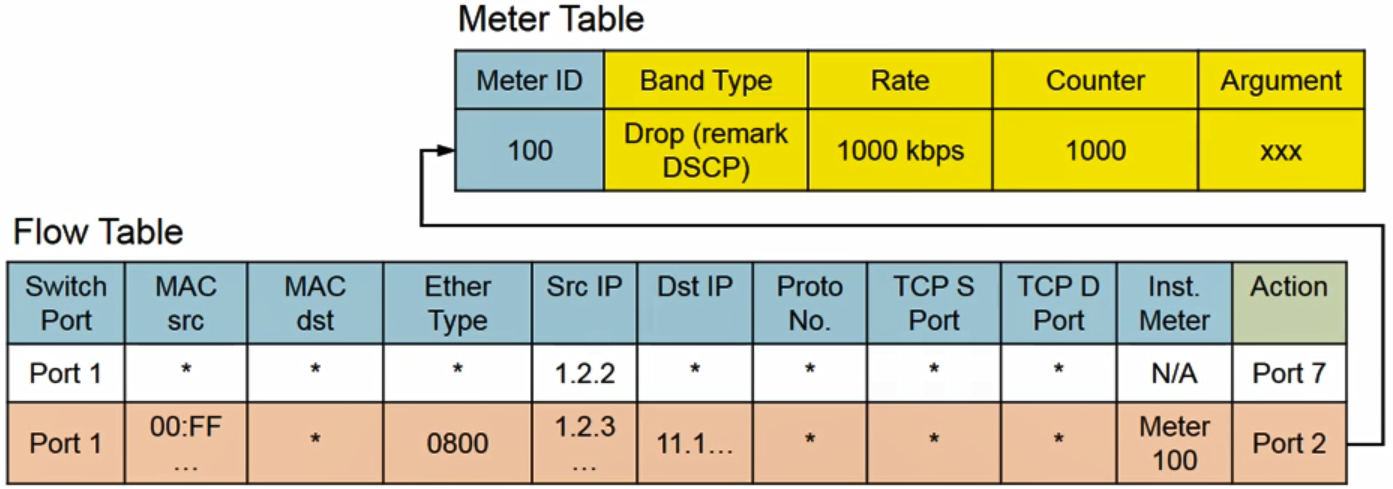 Meter Table
Meter ID Band Type Rate Counter Argument
100 Drop (remark DSCP) 1000 kbps 1000 xxx
Flow Table
Switch Port MAC src MAC dst Ether Type Src IP Dst IP Proto No. TCP S Port TCP D Port Inst. Meter Action
Port 1 * * * 1.2.2 * * * * N/A Port 7
Port 1 00:FF ... * 0800 1.2.3 ... 11.1... * * * Meter 100 Port 2